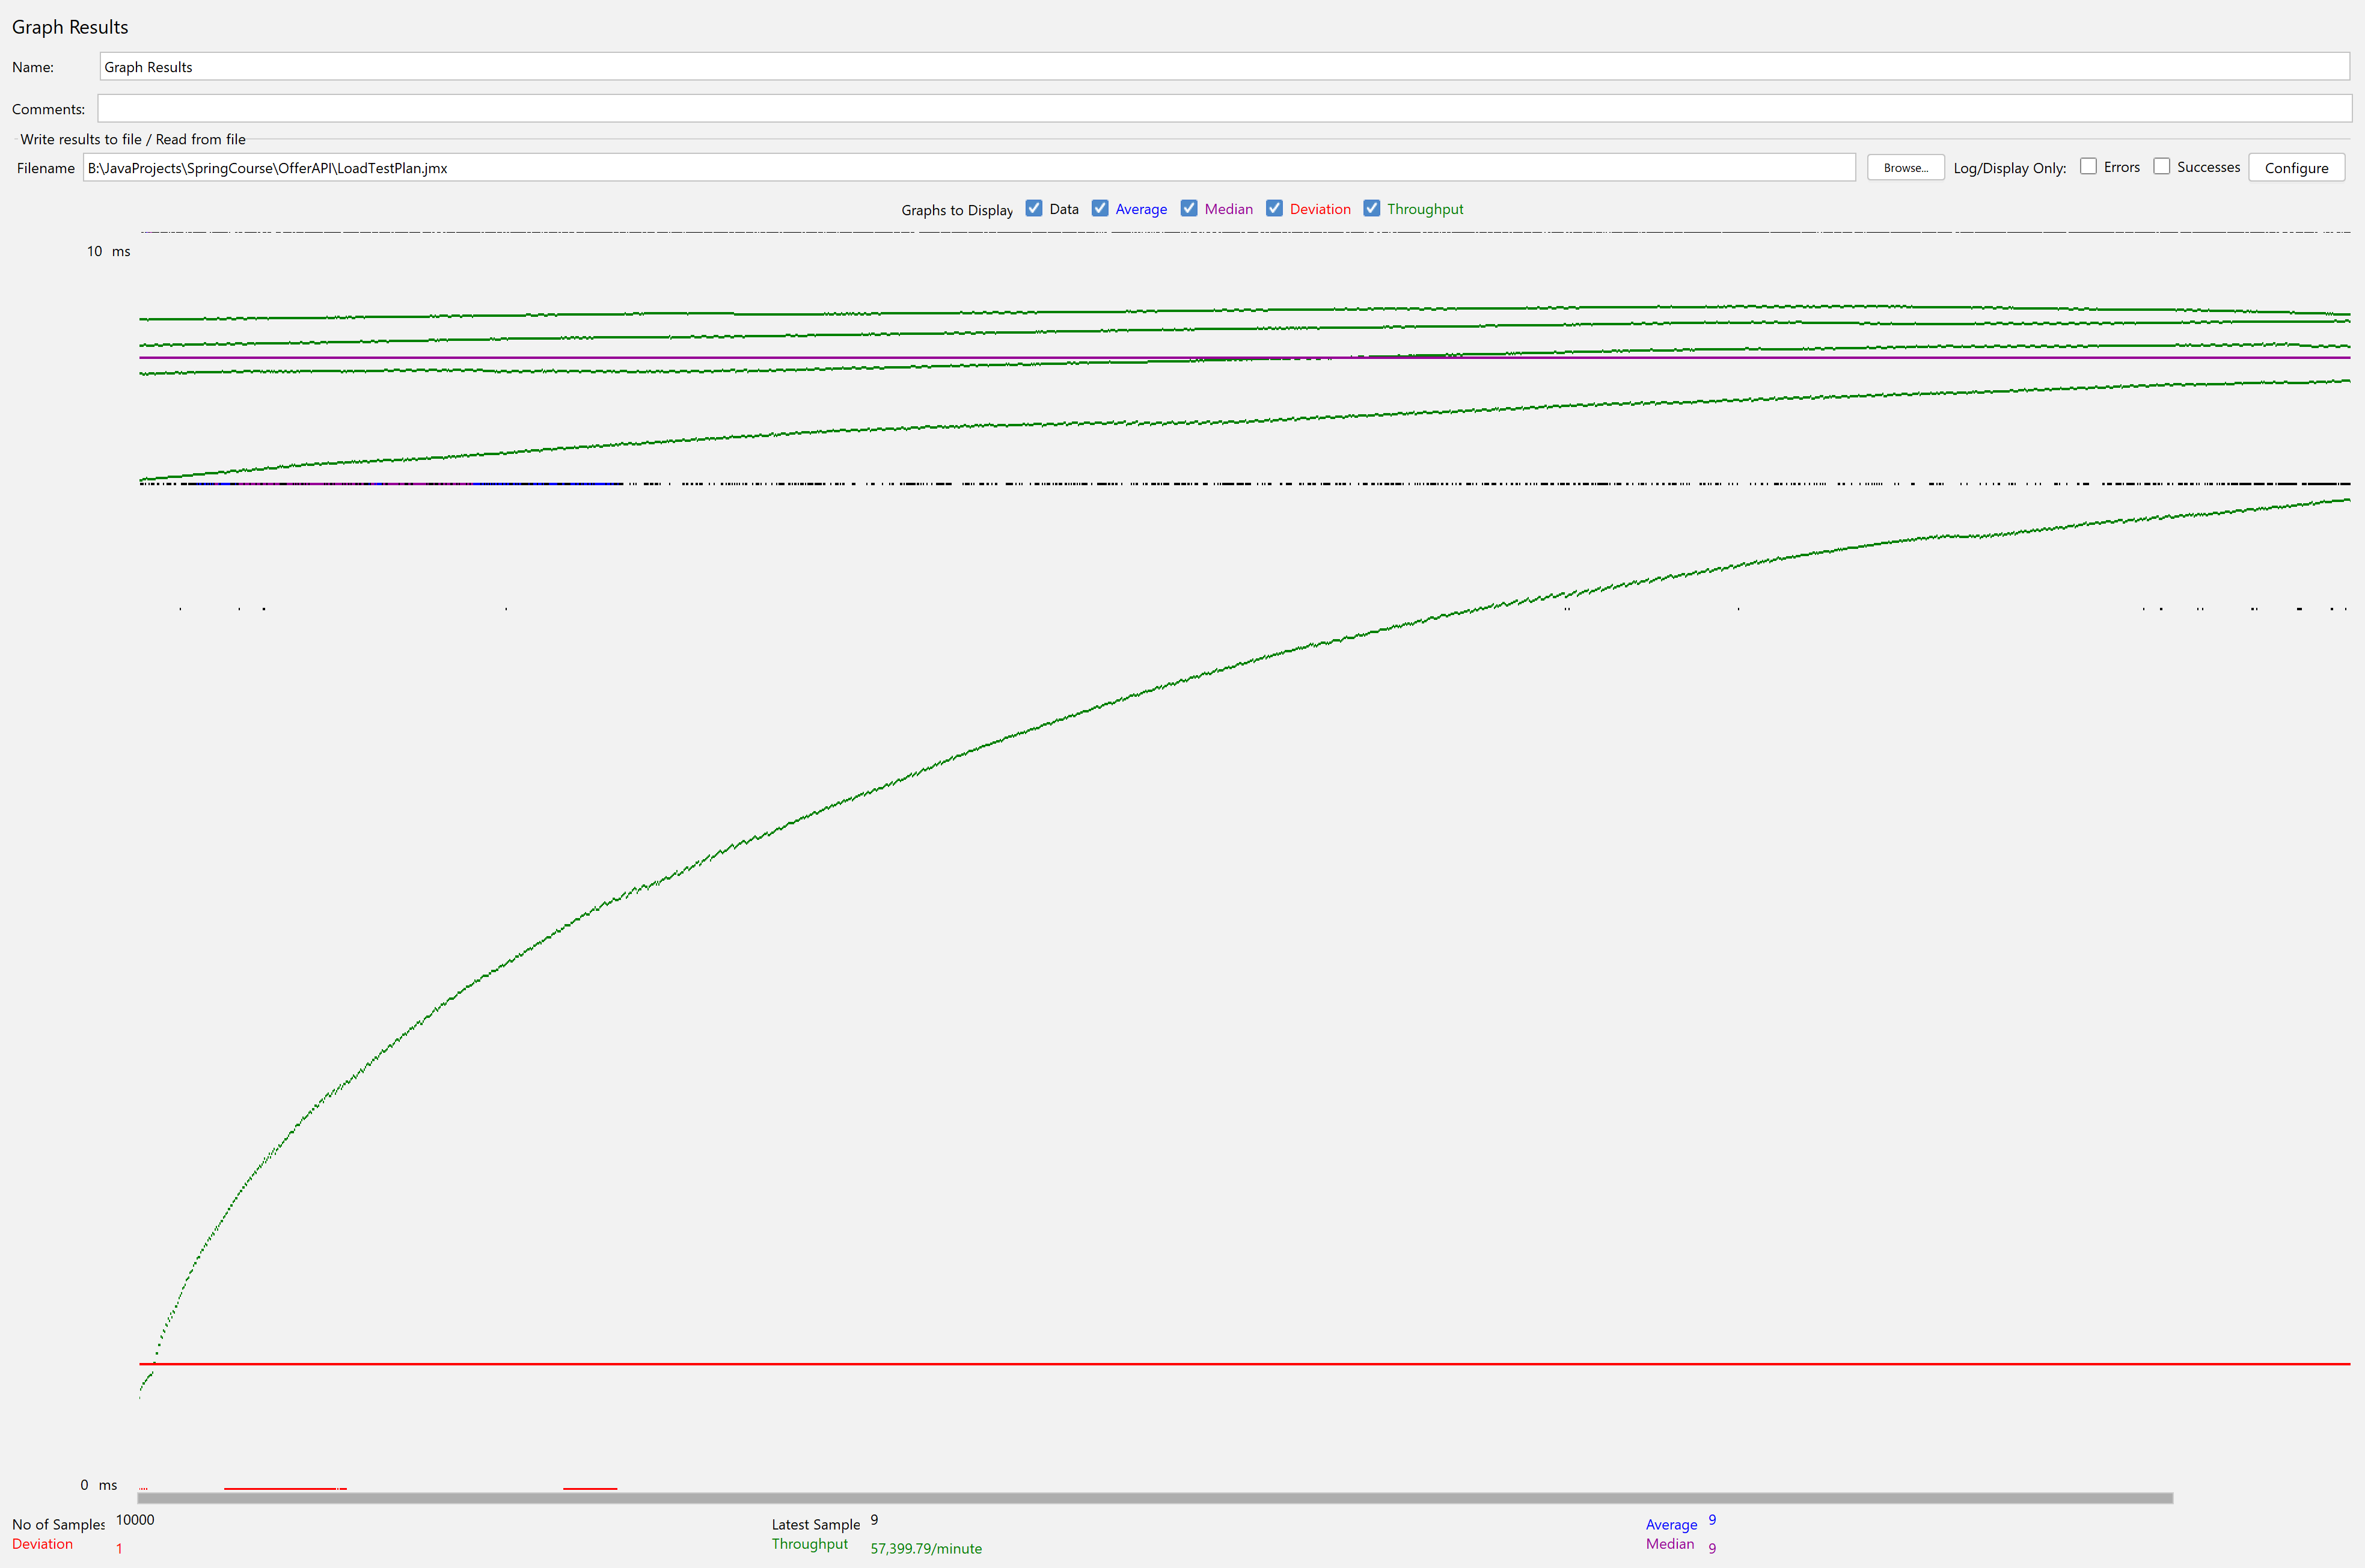 Graph Results
Name: Graph Results
Comments:
Write results to file / Read from file
Filename B:\JavaProjects\SpringCourse\OfferAPI\LoadTestPlan.jmx Browse... Log/Display Only: Errors Successes Configure
Graphs to Display Data Average Median Deviation Throughput
10 ms
0 ms
No of Samples 10000 Latest Sample 9 Average 9
Deviation 1 Throughput 57,399.79/minute Median 9